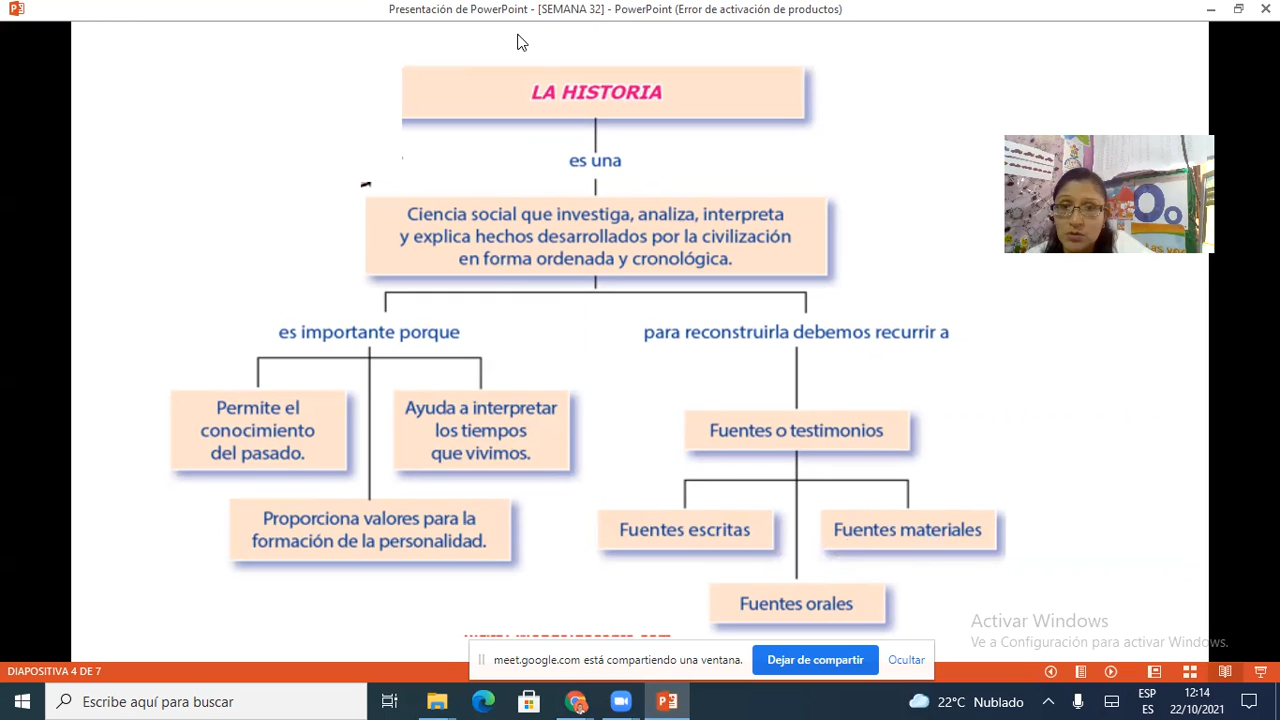 Presentación de PowerPoint - [SEMANA 32] - PowerPoint (Error de activación de productos)
LA HISTORIA
es una
Ciencia social que investiga, analiza, interpreta
y explica hechos desarrollados por la civilización
en forma ordenada y cronológica.
es importante porque
para reconstruirla debemos recurrir a
Permite el
conocimiento
del pasado.
Ayuda a interpretar
los tiempos
que vivimos.
Proporciona valores para la
formación de la personalidad.
Fuentes o testimonios
Fuentes escritas
Fuentes materiales
Fuentes orales
Activar Windows
Ve a Configuración para activar Windows.
meet.google.com está compartiendo una ventana.
Dejar de compartir
Ocultar
DIAPOSITIVA 4 DE 7
Escribe aquí para buscar
22°C Nublado
ESP
ES
12:14
22/10/2021